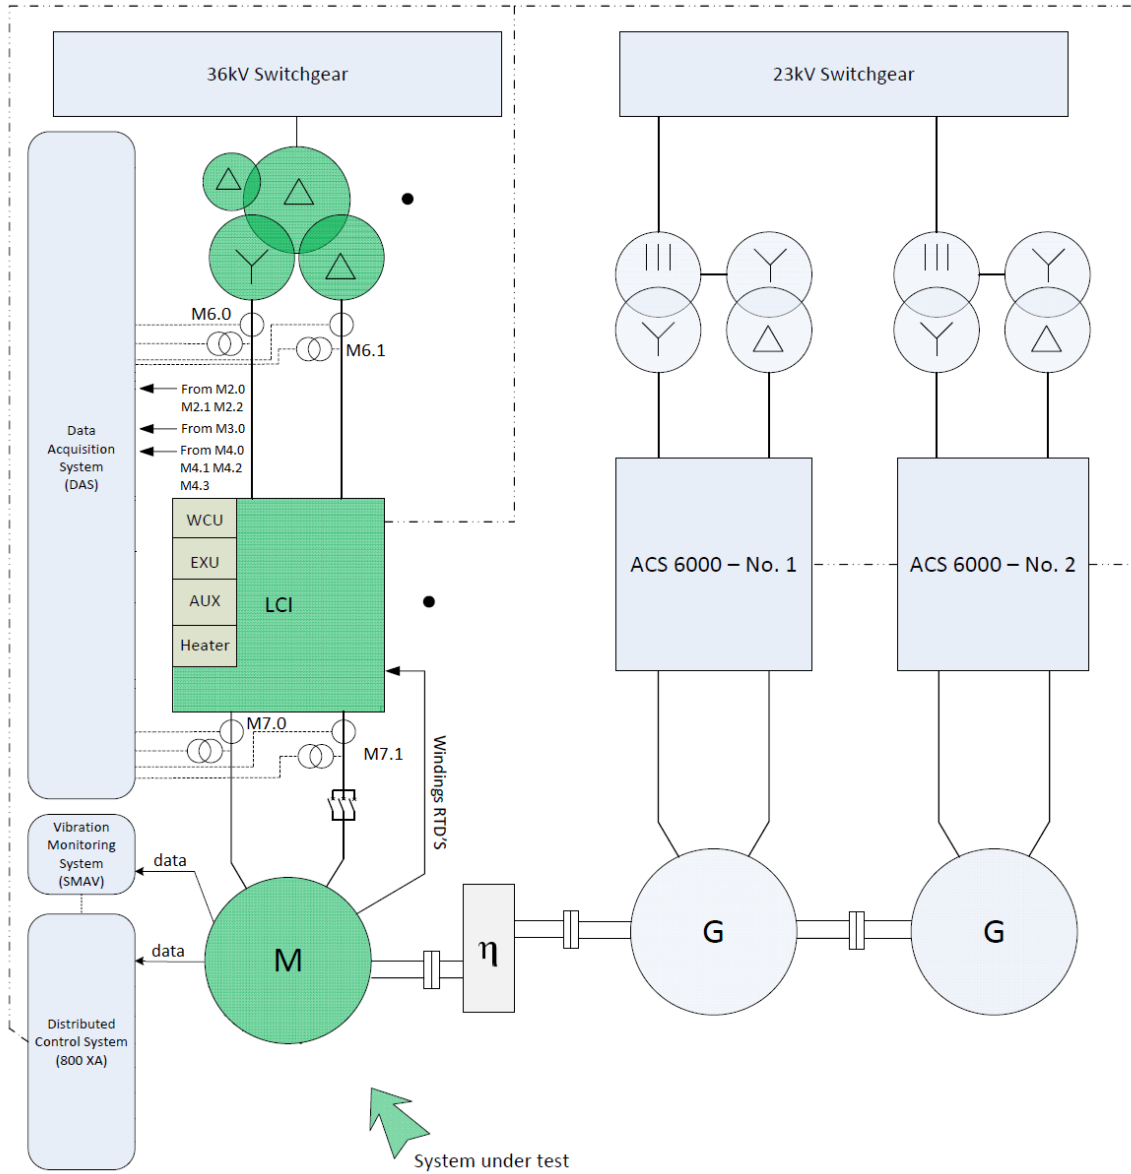 36kV Switchgear
23kV Switchgear
M6.0
M6.1
From M2.0
M2.1 M2.2
From M3.0
From M4.0
M4.1 M4.2
M4.3
Data
Acquisition
System
(DAS)
WCU
EXU
AUX
Heater
LCI
ACS 6000 – No. 1
ACS 6000 – No. 2
M7.0
M7.1
Windings RTD'S
Vibration
Monitoring
System
(SMAV)
data
data
Distributed
Control System
(800 XA)
M
η
G
G
System under test